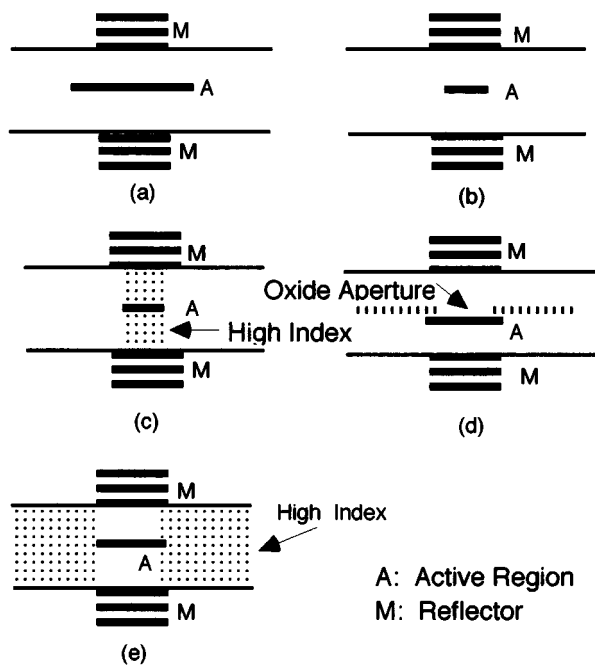 M
A
M
(a)
M
A
M
(b)
M
A
High Index
M
(c)
M
Oxide Aperture
A
M
(d)
M
High Index
A
M
(e)
A: Active Region
M: Reflector